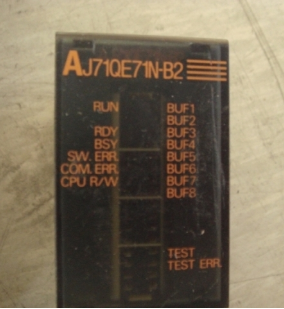 AJ71QE71N-B2
RUN BUF1
BUF2
RDY BUF3
BSY BUF4
SW. ERR. BUF5
COM. ERR. BUF6
CPU R/W BUF7
BUF8
TEST
TEST ERR.